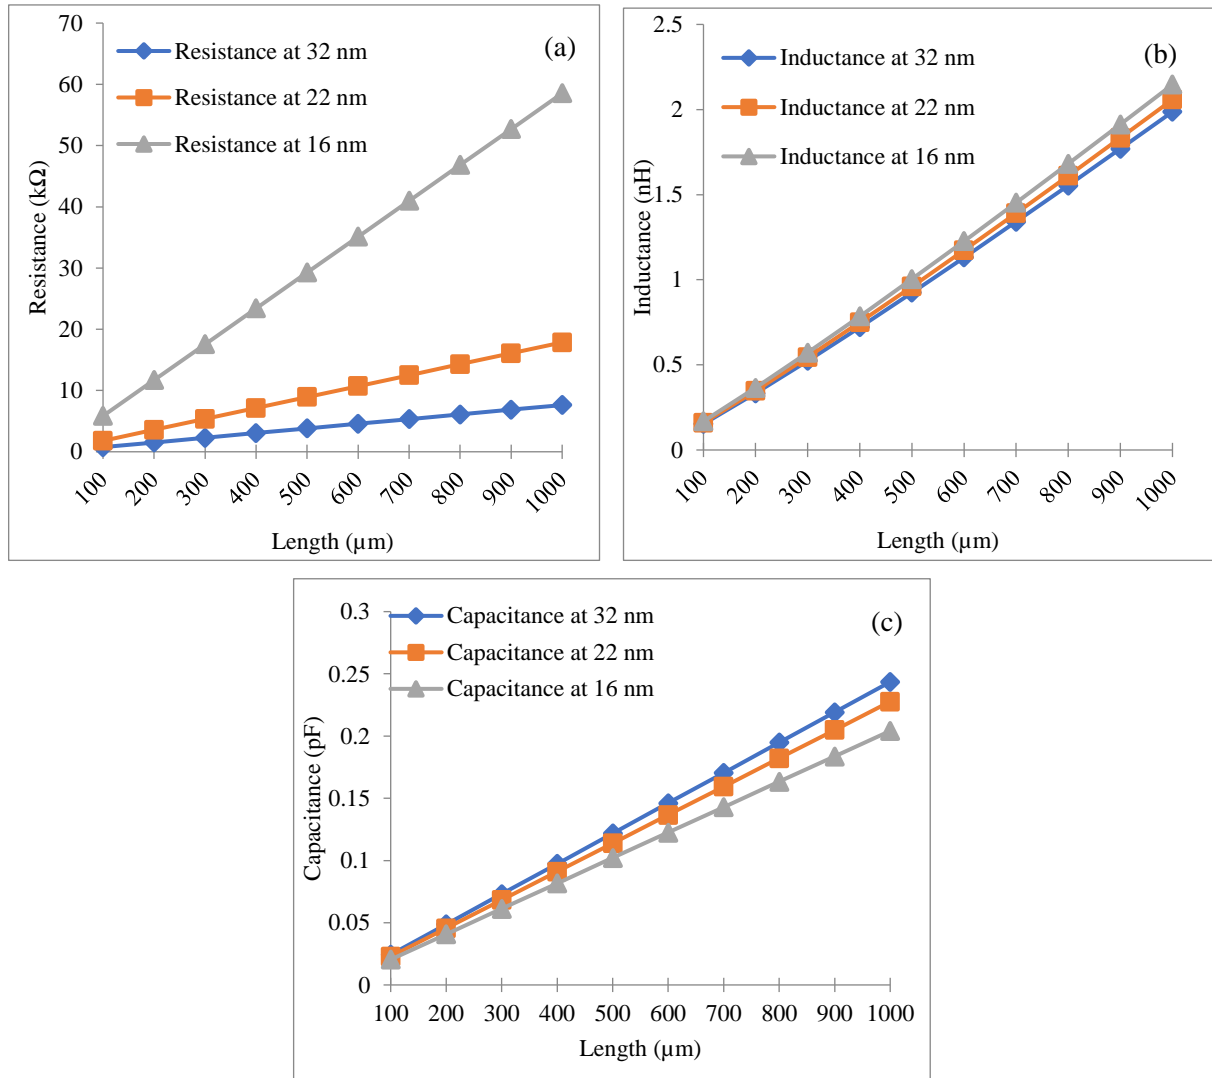 70
60
50
40
30
20
10
0
Resistance (kΩ)
Resistance at 32 nm
Resistance at 22 nm
Resistance at 16 nm
(a)
100 200 300 400 500 600 700 800 900 1000
Length (µm)
2.5
2
1.5
1
0.5
0
Inductance (nH)
Inductance at 32 nm
Inductance at 22 nm
Inductance at 16 nm
(b)
100 200 300 400 500 600 700 800 900 1000
Length (µm)
0.3
0.25
0.2
0.15
0.1
0.05
0
Capacitance (pF)
Capacitance at 32 nm
Capacitance at 22 nm
Capacitance at 16 nm
(c)
100 200 300 400 500 600 700 800 900 1000
Length (µm)